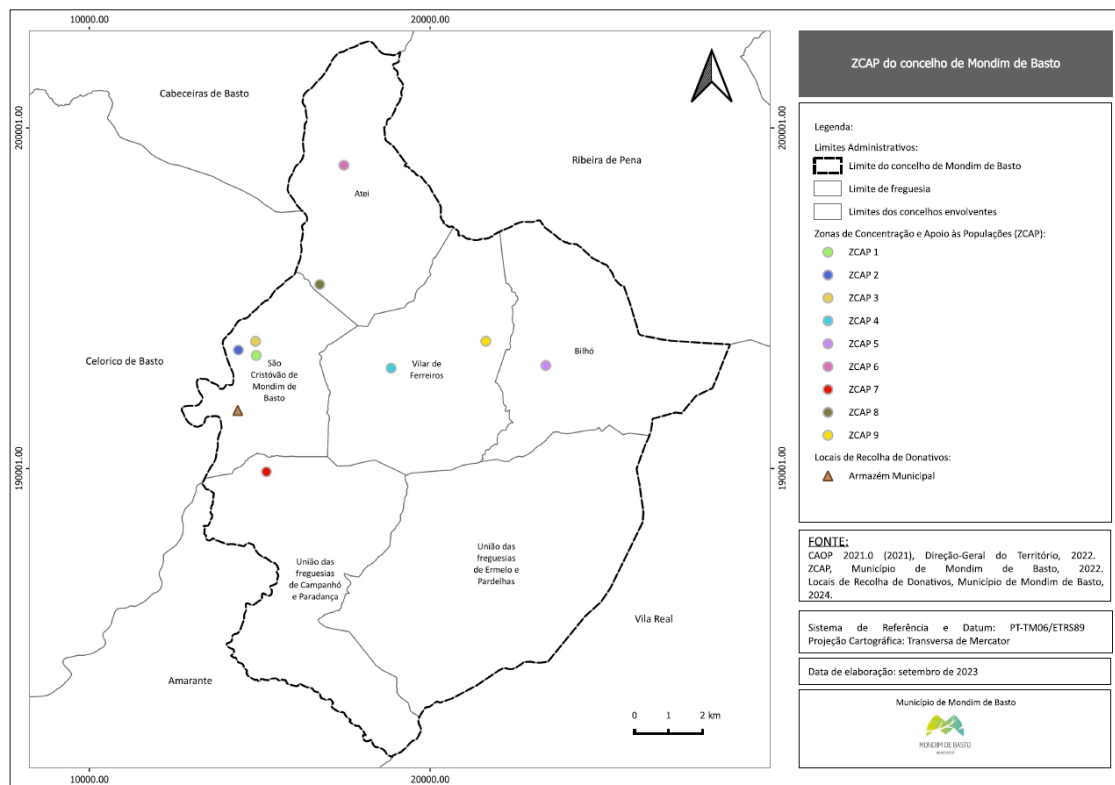 10000.00
20000.00
200001.00
200001.00
190001.00
190001.00
10000.00
20000.00
Cabeceiras de Basto
Ribeira de Pena
Atei
Celorico de Basto
São
Cristóvão de
Mondim de
Basto
Vilar de
Ferreiros
Bilhó
União das
freguesias
de Campanhó
e Paradança
União das
freguesias
de Ermelo e
Pardelhas
Vila Real
Amarante
0 1 2 km
ZCAP do concelho de Mondim de Basto
Legenda:
Limites Administrativos:
Limite do concelho de Mondim de Basto
Limite de freguesia
Limites dos concelhos envolventes
Zonas de Concentração e Apoio às Populações (ZCAP):
ZCAP 1
ZCAP 2
ZCAP 3
ZCAP 4
ZCAP 5
ZCAP 6
ZCAP 7
ZCAP 8
ZCAP 9
Locais de Recolha de Donativos:
Armazém Municipal
FONTE:
CAOP 2021.0 (2021), Direção-Geral do Território, 2022.
ZCAP, Município de Mondim de Basto, 2022.
Locais de Recolha de Donativos, Município de Mondim de Basto,
2024.
Sistema de Referência e Datum: PT-TM06/ETRS89
Projeção Cartográfica: Transversa de Mercator
Data de elaboração: setembro de 2023
Município de Mondim de Basto
MONDIM DE BASTO
MUNICÍPIO